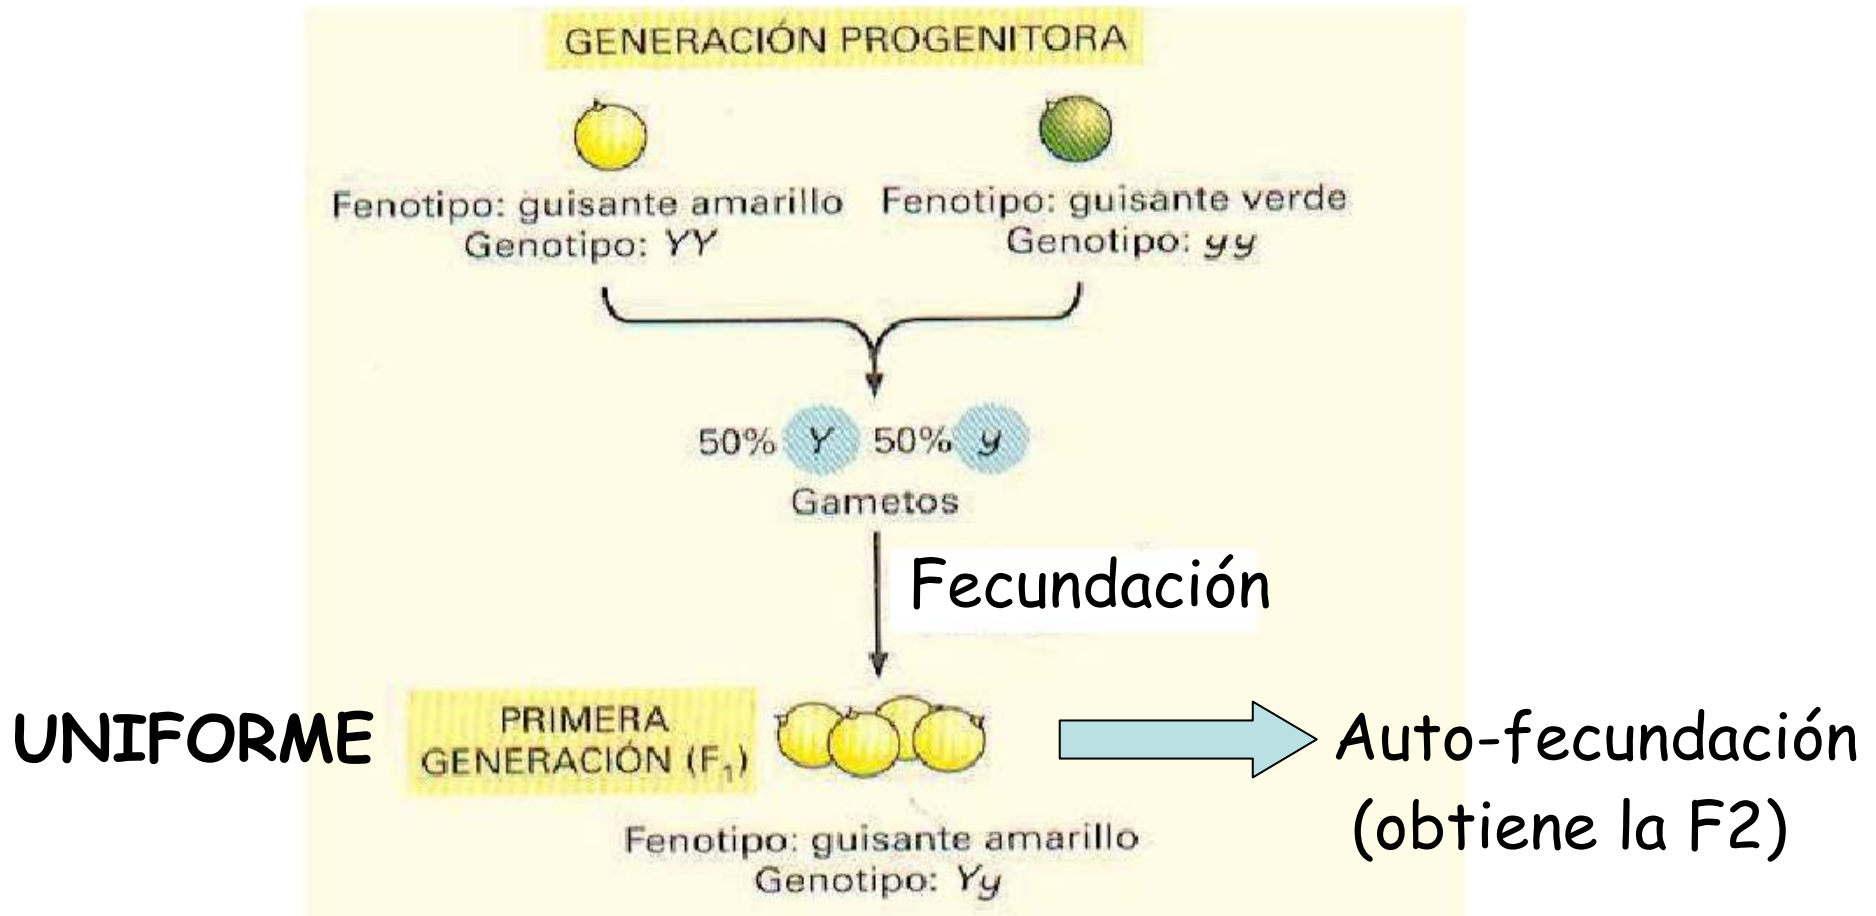 GENERACIÓN PROGENITORA
Fenotipo: guisante amarillo
Genotipo: YY
Fenotipo: guisante verde
Genotipo: yy
50% Y 50% y
Gametos
Fecundación
UNIFORME
PRIMERA
GENERACIÓN (F₁)
Auto-fecundación
(obtiene la F2)
Fenotipo: guisante amarillo
Genotipo: Yy